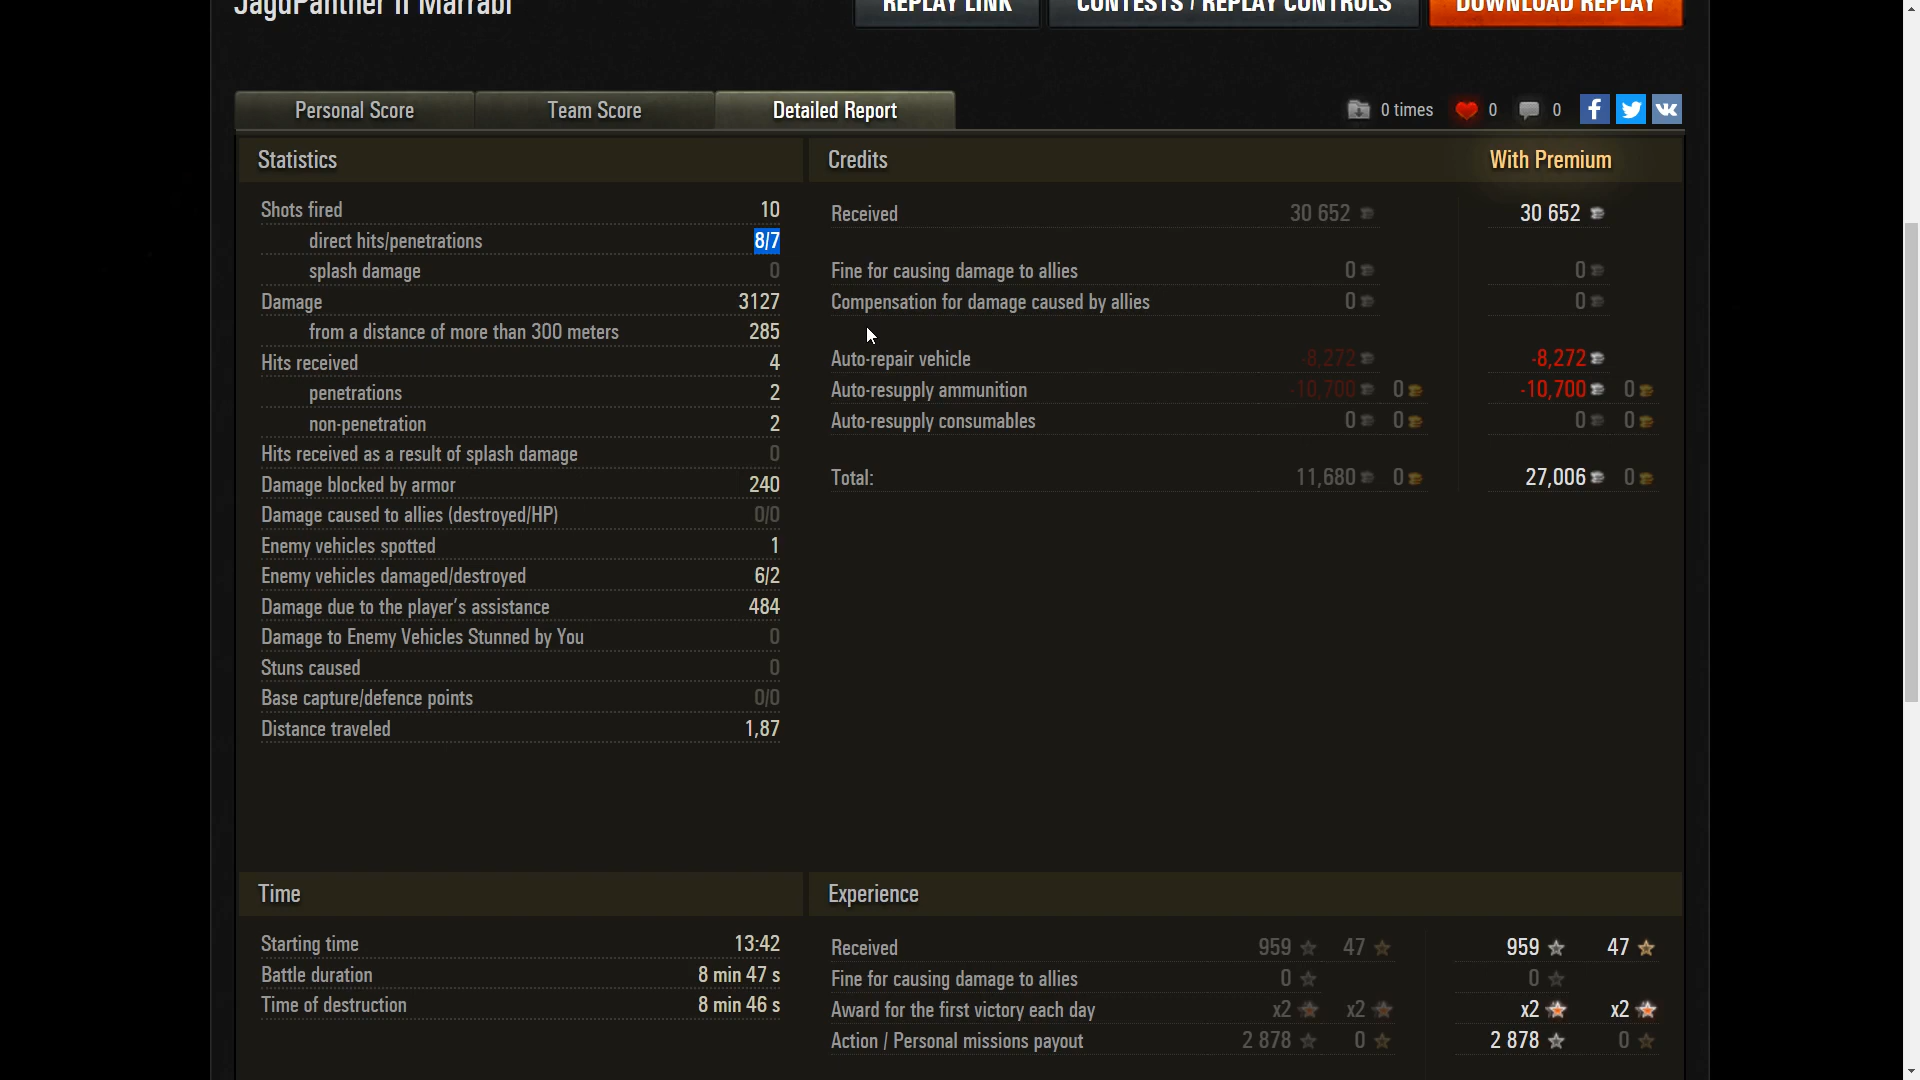 JagdPanther II Marrabi
REPLAY LINK
CONTESTS / REPLAY CONTROLS
DOWNLOAD REPLAY
Personal Score
Team Score
Detailed Report
0 times
0
0
Statistics
Shots fired 10
direct hits/penetrations 8/7
splash damage 0
Damage 3127
from a distance of more than 300 meters 285
Hits received 4
penetrations 2
non-penetration 2
Hits received as a result of splash damage 0
Damage blocked by armor 240
Damage caused to allies (destroyed/HP) 0/0
Enemy vehicles spotted 1
Enemy vehicles damaged/destroyed 6/2
Damage due to the player's assistance 484
Damage to Enemy Vehicles Stunned by You 0
Stuns caused 0
Base capture/defence points 0/0
Distance traveled 1,87
Credits With Premium
Received 30 652 30 652
Fine for causing damage to allies 0 0
Compensation for damage caused by allies 0 0
Auto-repair vehicle -8,272 -8,272
Auto-resupply ammunition -10,700 0 -10,700 0
Auto-resupply consumables 0 0 0 0
Total: 11,680 0 27,006 0
Time
Starting time 13:42
Battle duration 8 min 47 s
Time of destruction 8 min 46 s
Experience
Received 959 47 959 47
Fine for causing damage to allies 0 0
Award for the first victory each day x2 x2 x2 x2
Action / Personal missions payout 2 878 0 2 878 0